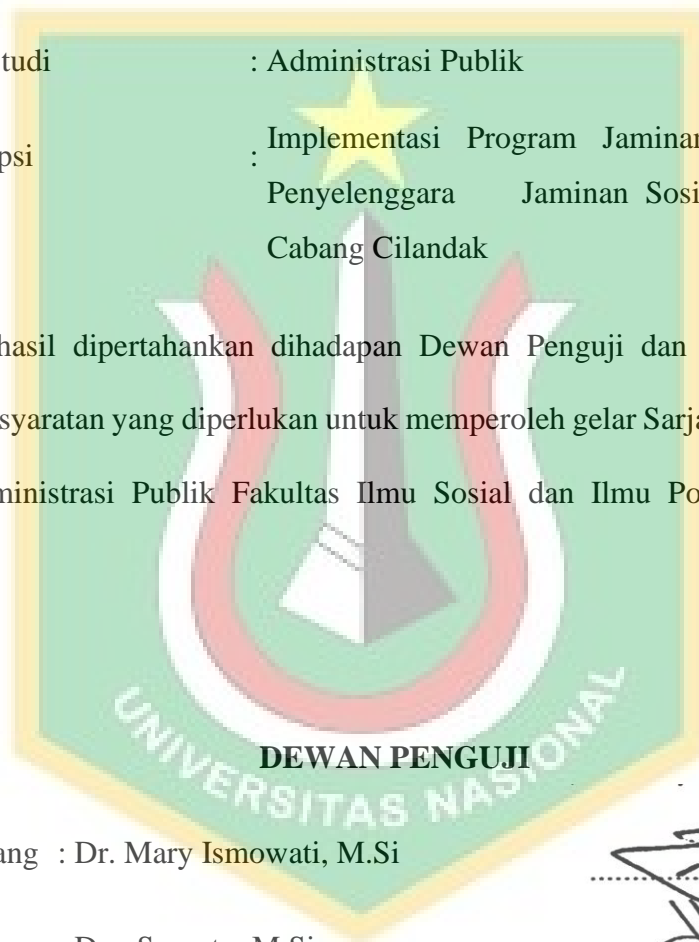 tudi : Administrasi Publik
psi : Implementasi Program Jaminan
Penyelenggara Jaminan Sosi
Cabang Cilandak
hasil dipertahankan dihadapan Dewan Penguji dan
syaratan yang diperlukan untuk memperoleh gelar Sarja
ministrasi Publik Fakultas Ilmu Sosial dan Ilmu Po
UNIVERSITAS NASIONAL
DEWAN PENGUJI
ang : Dr. Mary Ismowati, M.Si